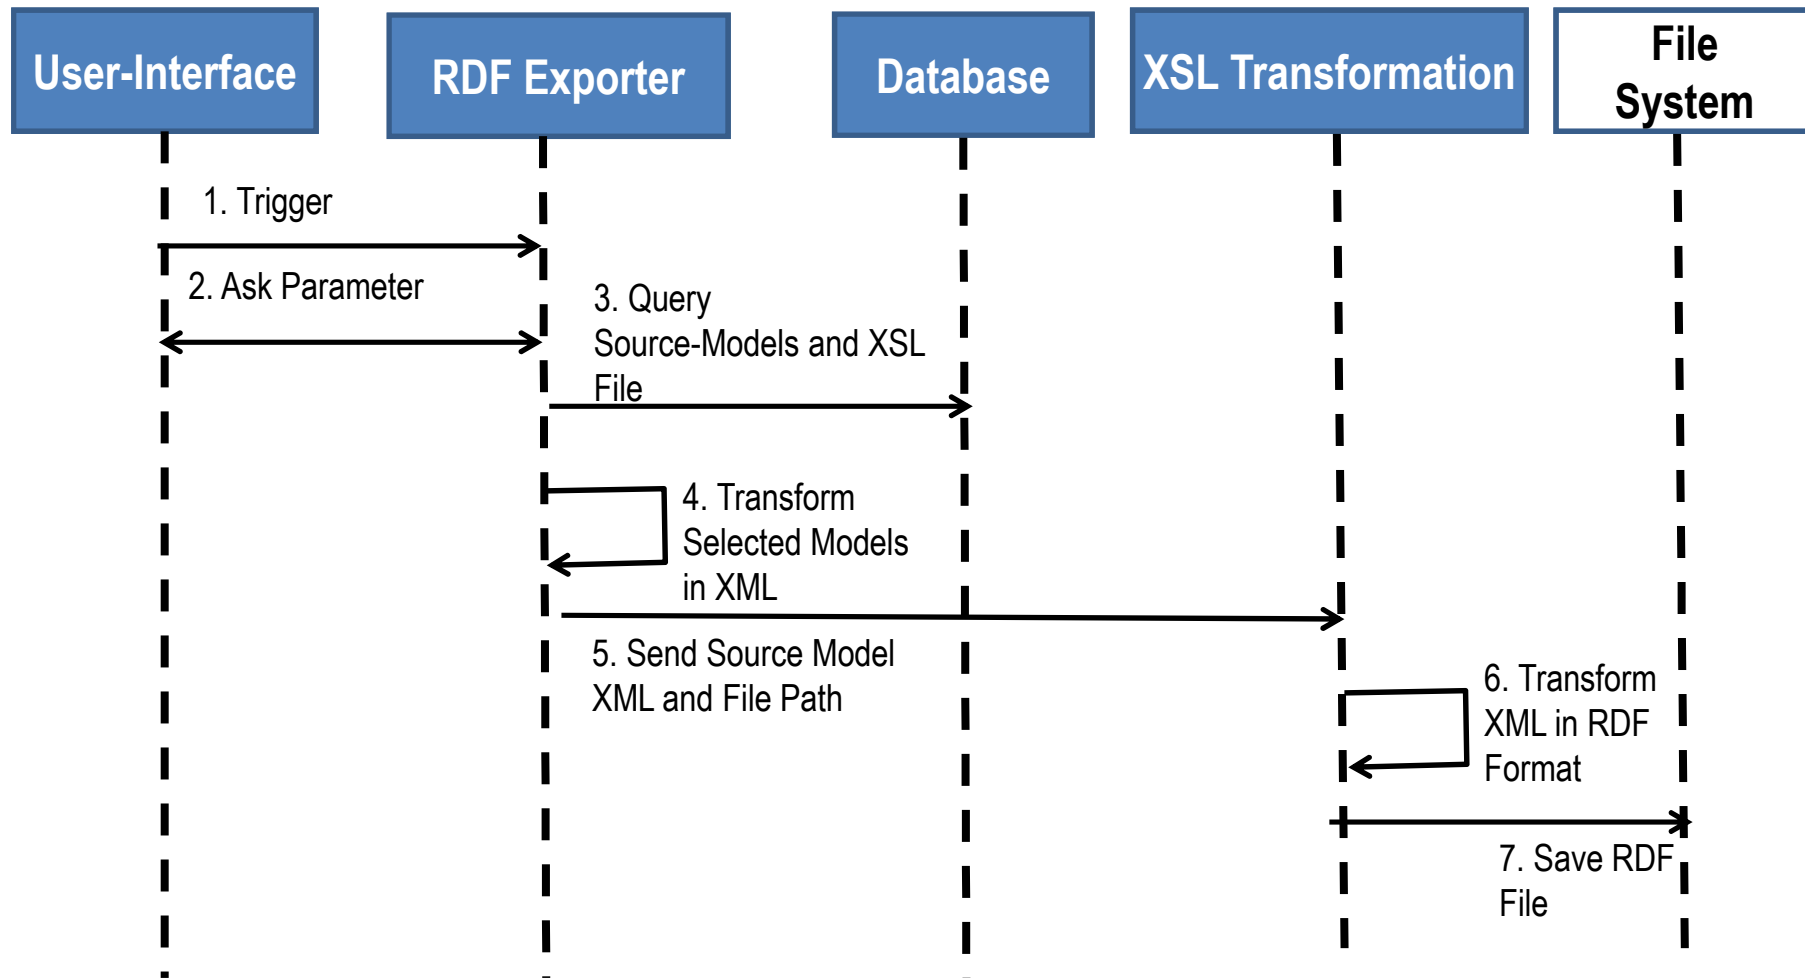 User-Interface
RDF Exporter
Database
XSL Transformation
File
System
1. Trigger
2. Ask Parameter
3. Query
Source-Models and XSL
File
4. Transform
Selected Models
in XML
5. Send Source Model
XML and File Path
6. Transform
XML in RDF
Format
7. Save RDF
File